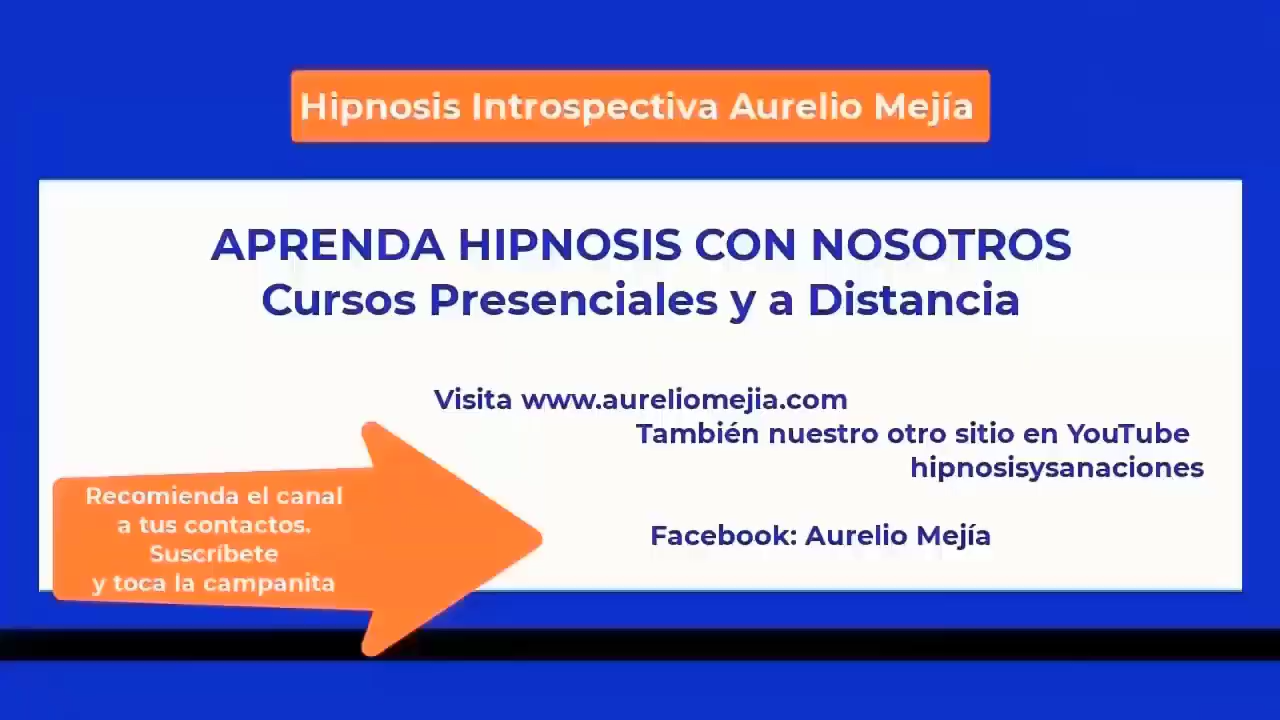 Hipnosis Introspectiva Aurelio Mejía
APRENDA HIPNOSIS CON NOSOTROS
Cursos Presenciales y a Distancia
Visita www.aureliomejia.com
También nuestro otro sitio en YouTube
hipnosisysanaciones
Facebook: Aurelio Mejía
Recomienda el canal
a tus contactos.
Suscríbete
y toca la campanita